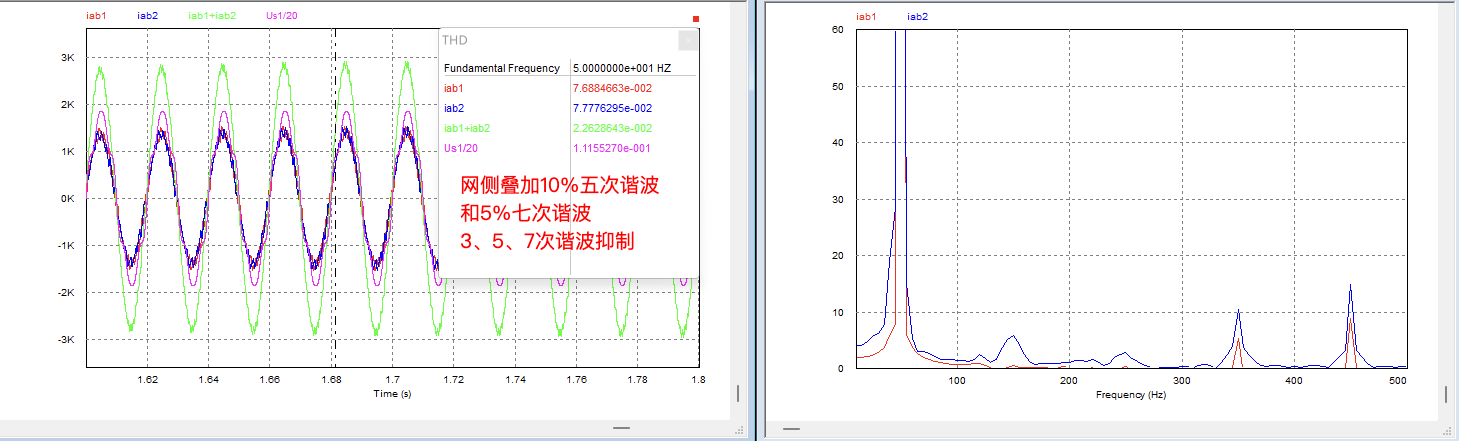 iab1 iab2 iab1+iab2 Us1/20
3K
2K
1K
0K
-1K
-2K
-3K
1.62 1.64 1.66 1.68 1.7 1.72 1.74 1.76 1.78 1.8
Time (s)
THD
Fundamental Frequency 5.0000000e+001 HZ
iab1 7.6884663e-002
iab2 7.7776295e-002
iab1+iab2 2.2628643e-002
Us1/20 1.1155270e-001
网侧叠加10%五次谐波
和5%七次谐波
3、5、7次谐波抑制
iab1 iab2
60
50
40
30
20
10
0
100 200 300 400 500
Frequency (Hz)